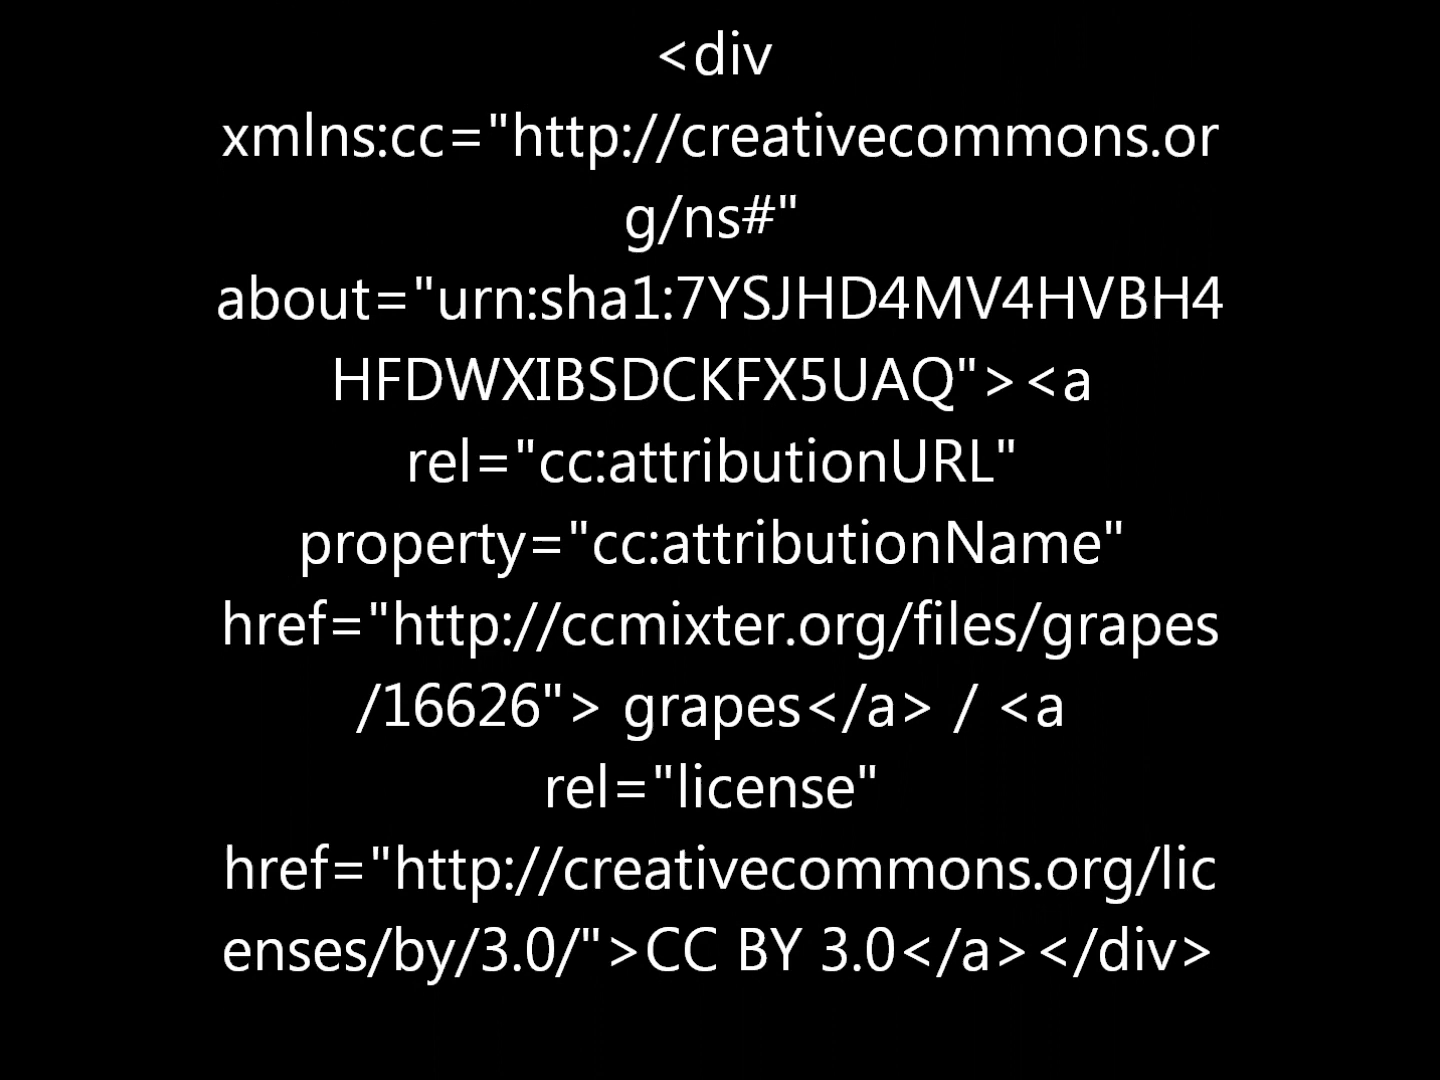 <div
xmlns:cc="http://creativecommons.or
g/ns#"
about="urn:sha1:7YSJHD4MV4HVBH4
HFDWXIBSDCKFX5UAQ"><a
rel="cc:attributionURL"
property="cc:attributionName"
href="http://ccmixter.org/files/grapes
/16626"> grapes</a> / <a
rel="license"
href="http://creativecommons.org/lic
enses/by/3.0/">CC BY 3.0</a></div>